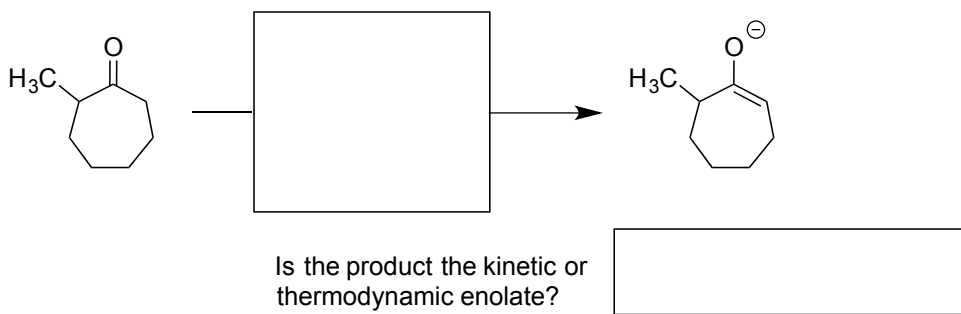 O
H₃C
O ⊖
H₃C
Is the product the kinetic or
thermodynamic enolate?